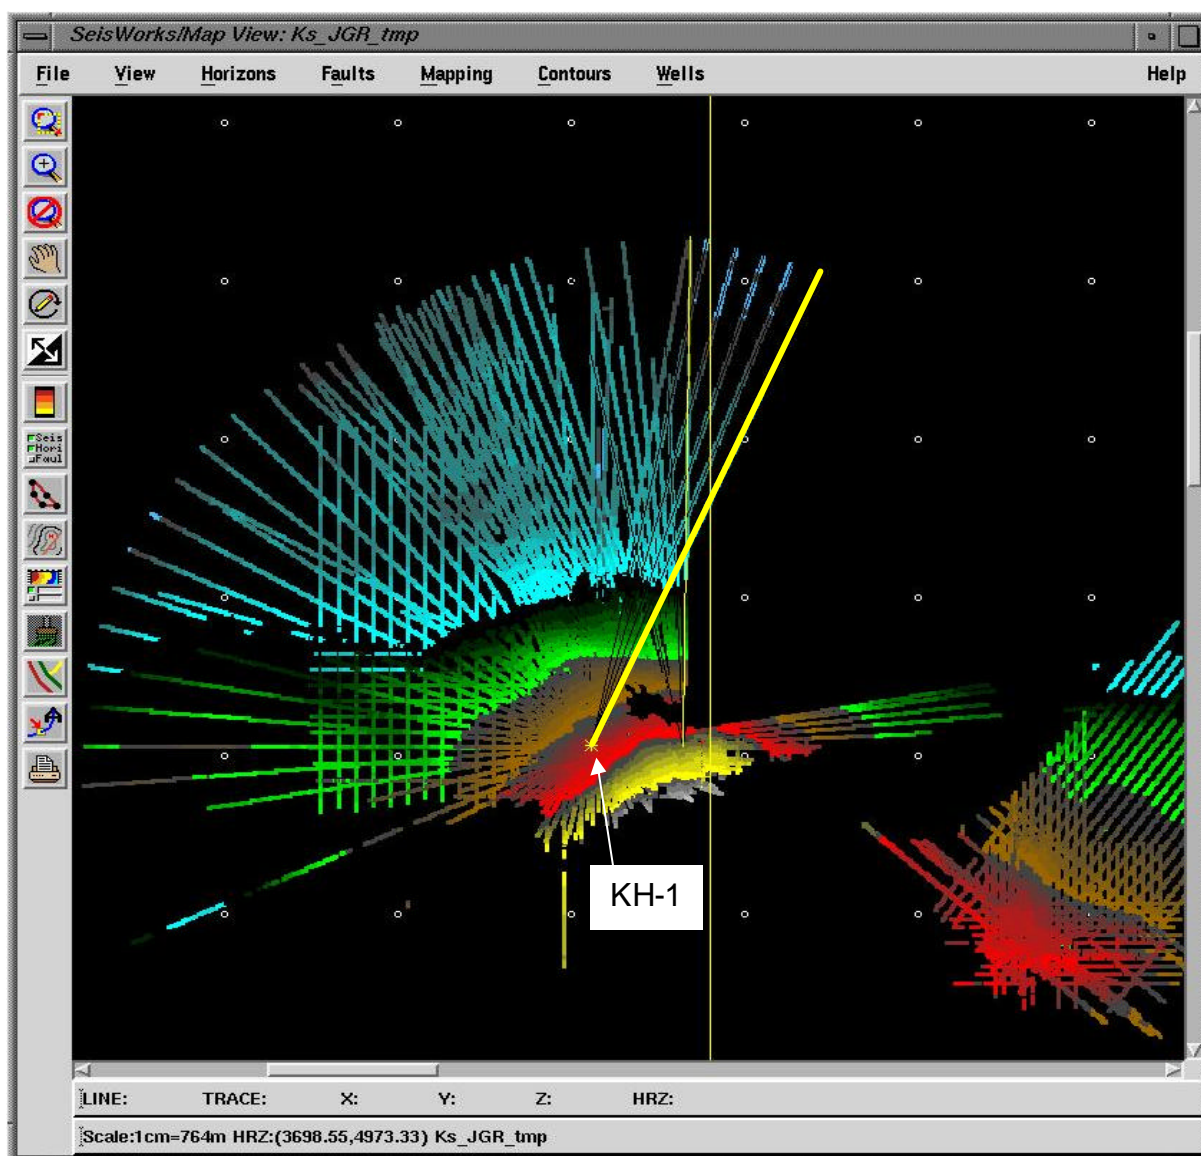 SeisWorks/Map View: Ks_JGR_tmp
File View Horizons Faults Mapping Contours Wells Help
Seis
Hori
Faul
KH-1
LINE: TRACE: X: Y: Z: HRZ:
Scale:1cm=764m HRZ:(3698.55,4973.33) Ks_JGR_tmp